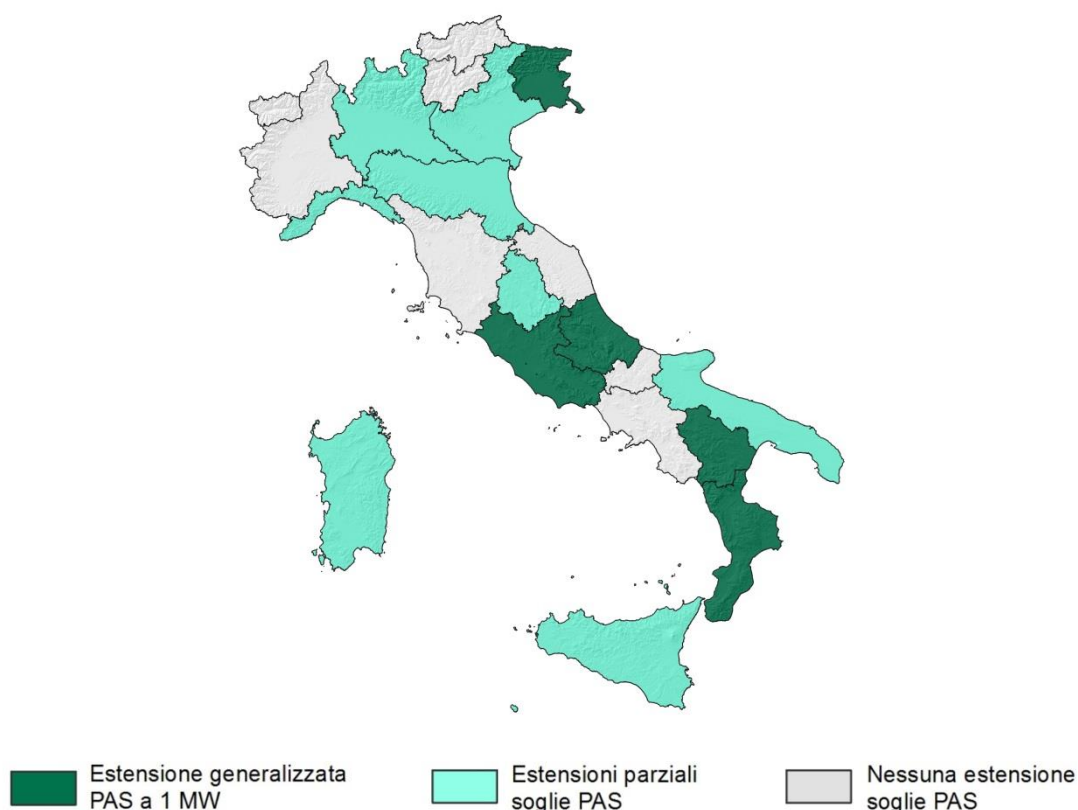 Estensione generalizzata
PAS a 1 MW
Estensioni parziali
soglie PAS
Nessuna estensione
soglie PAS